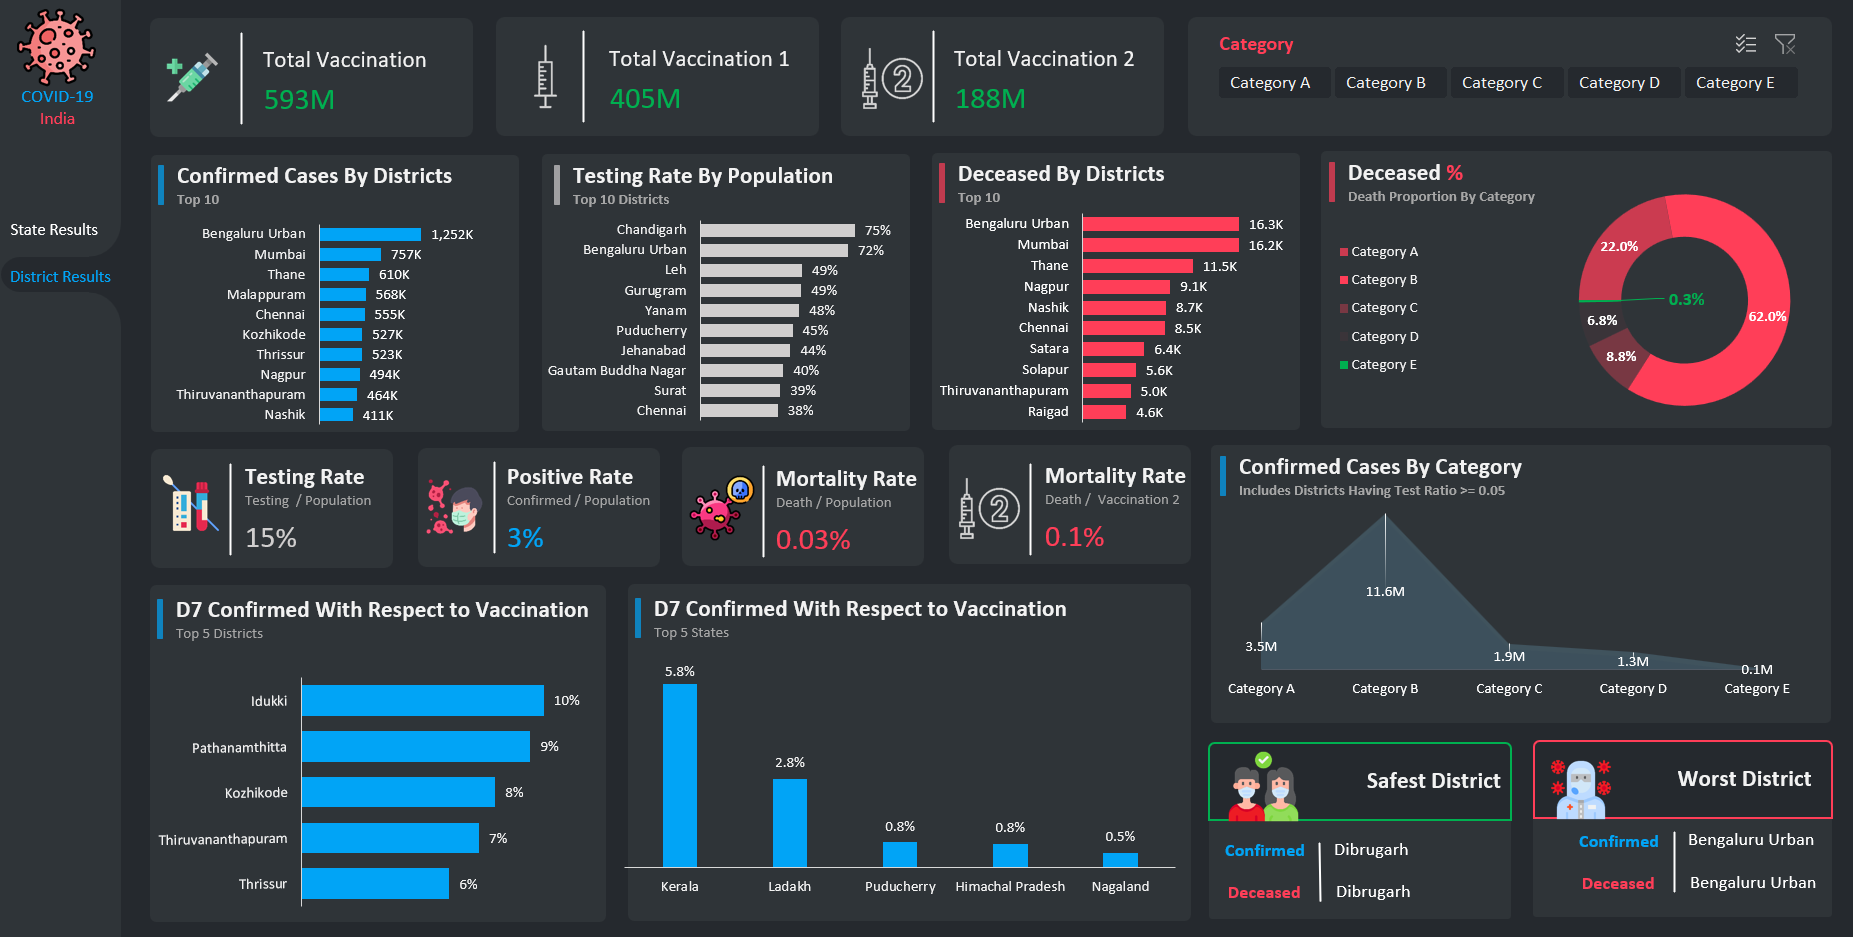 COVID-19
India
State Results
District Results
Total Vaccination
593M
Total Vaccination 1
405M
2
Total Vaccination 2
188M
Category
Category A
Category B
Category C
Category D
Category E
Confirmed Cases By Districts
Top 10
Bengaluru Urban 1,252K
Mumbai 757K
Thane 610K
Malappuram 568K
Chennai 555K
Kozhikode 527K
Thrissur 523K
Nagpur 494K
Thiruvananthapuram 464K
Nashik 411K
Testing Rate By Population
Top 10 Districts
Chandigarh 75%
Bengaluru Urban 72%
Leh 49%
Gurugram 49%
Yanam 48%
Puducherry 45%
Jehanabad 44%
Gautam Buddha Nagar 40%
Surat 39%
Chennai 38%
Deceased By Districts
Top 10
Bengaluru Urban 16.3K
Mumbai 16.2K
Thane 11.5K
Nagpur 9.1K
Nashik 8.7K
Chennai 8.5K
Satara 6.4K
Solapur 5.6K
Thiruvananthapuram 5.0K
Raigad 4.6K
Deceased %
Death Proportion By Category
Category A
Category B
Category C
Category D
Category E
22.0%
0.3%
6.8%
62.0%
8.8%
Testing Rate
Testing / Population
15%
Positive Rate
Confirmed / Population
3%
Mortality Rate
Death / Population
0.03%
2
Mortality Rate
Death / Vaccination 2
0.1%
Confirmed Cases By Category
Includes Districts Having Test Ratio >= 0.05
3.5M
11.6M
1.9M
1.3M
0.1M
Category A
Category B
Category C
Category D
Category E
D7 Confirmed With Respect to Vaccination
Top 5 Districts
Idukki 10%
Pathanamthitta 9%
Kozhikode 8%
Thiruvananthapuram 7%
Thrissur 6%
D7 Confirmed With Respect to Vaccination
Top 5 States
5.8%
2.8%
0.8%
0.8%
0.5%
Kerala
Ladakh
Puducherry
Himachal Pradesh
Nagaland
Safest District
Confirmed Dibrugarh
Deceased Dibrugarh
Worst District
Confirmed Bengaluru Urban
Deceased Bengaluru Urban